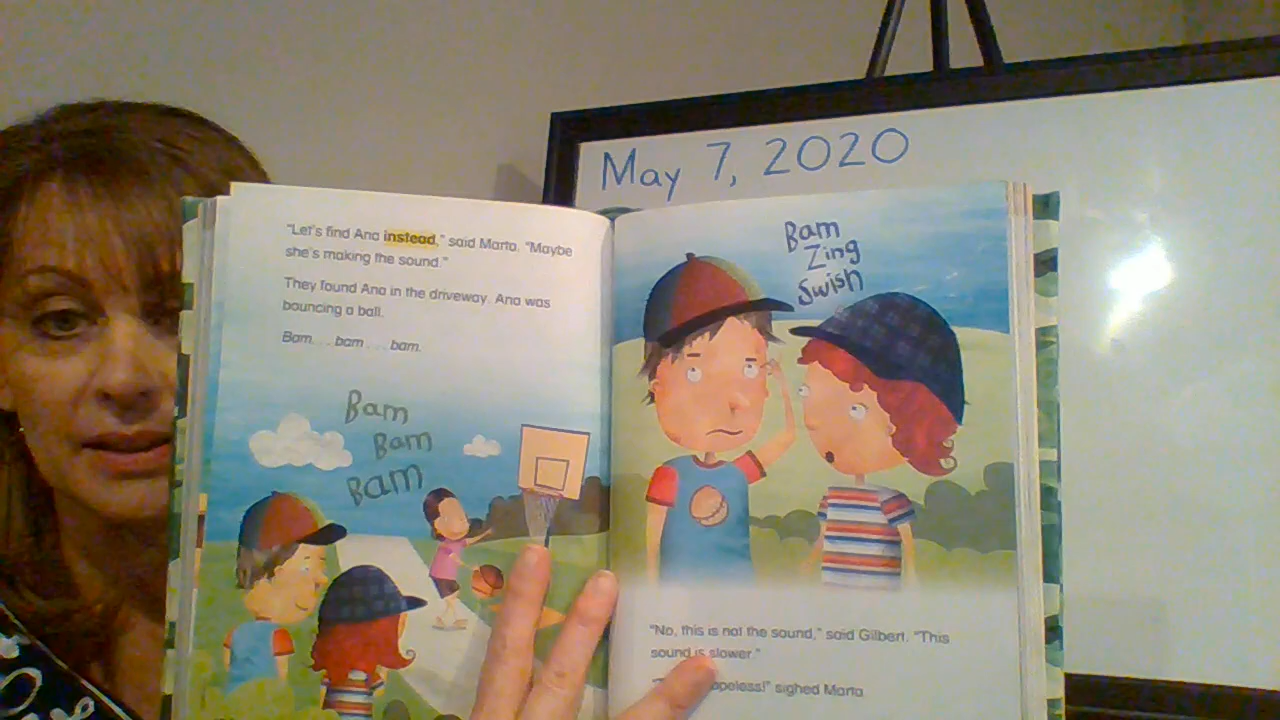 May 7, 2020
"Let's find Ana instead," said Marta. "Maybe
she's making the sound."
They found Ana in the driveway. Ana was
bouncing a ball.
Bam. . . bam . . . bam.
Bam
Bam
Bam
Bam
Zing
Swish
"No, this is not the sound," said Gilbert. "This
sound is slower."
sighed Marta